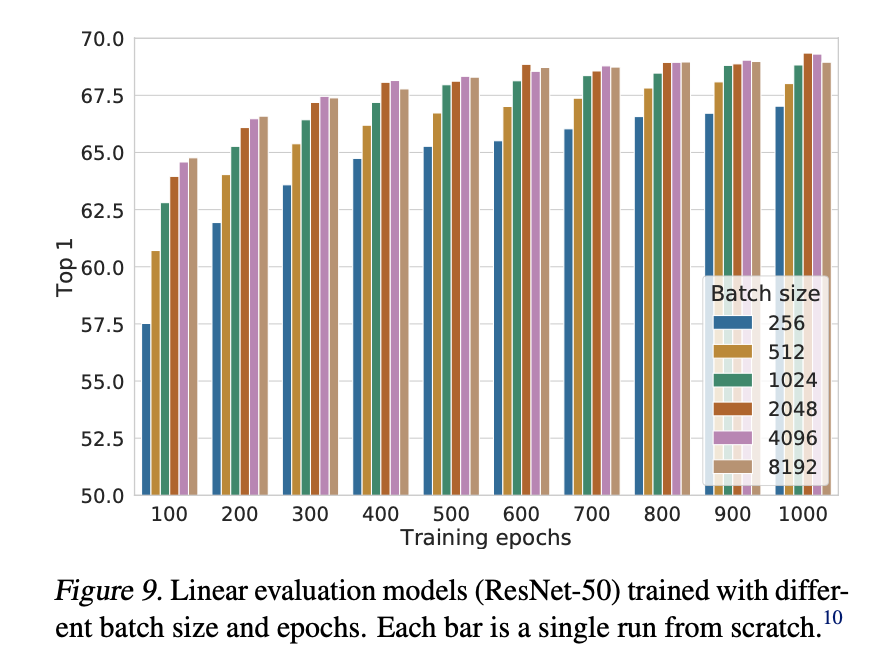 70.0
67.5
65.0
62.5
60.0
57.5
55.0
52.5
50.0
Top 1
100 200 300 400 500 600 700 800 900 1000
Training epochs
Batch size
256
512
1024
2048
4096
8192
Figure 9. Linear evaluation models (ResNet-50) trained with differ-
ent batch size and epochs. Each bar is a single run from scratch.10